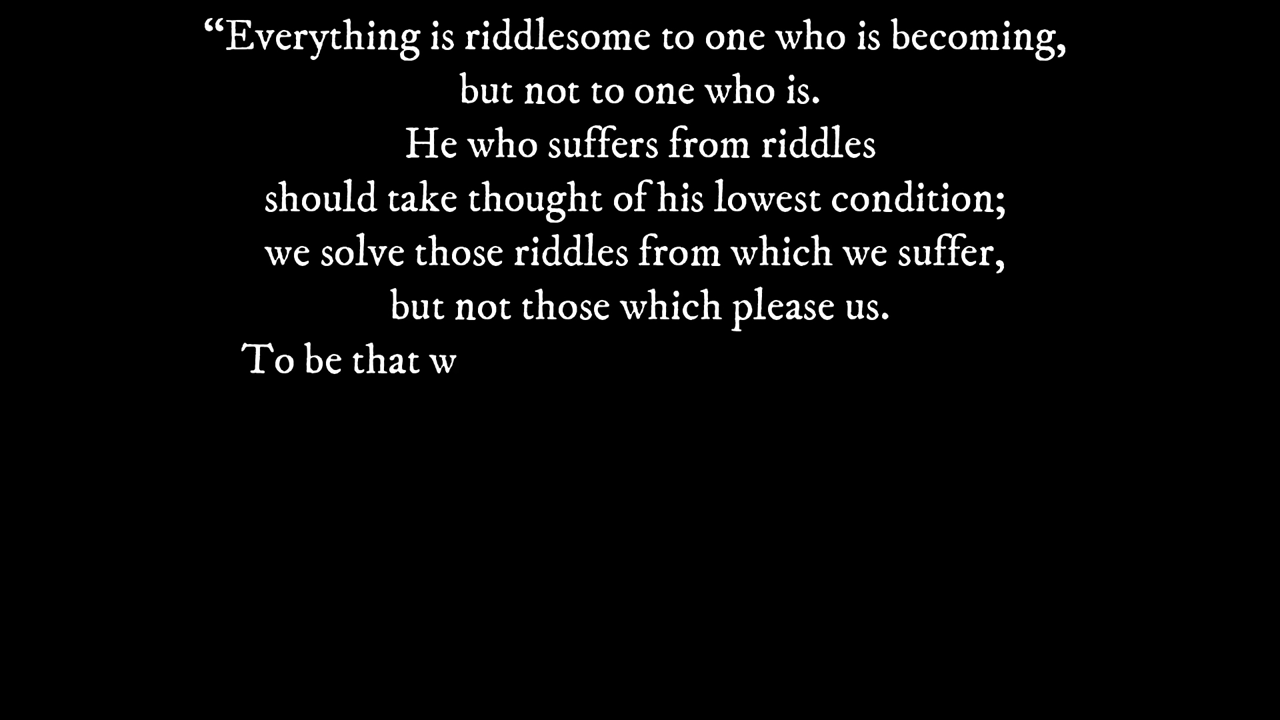 “Everything is riddlesome to one who is becoming,
but not to one who is.
He who suffers from riddles
should take thought of his lowest condition;
we solve those riddles from which we suffer,
but not those which please us.
To be that w